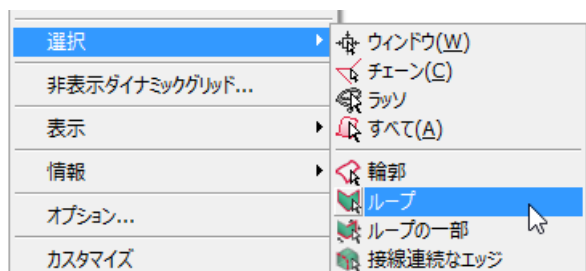 選択
非表示ダイナミックグリッド...
表示
情報
オプション...
カスタマイズ
ウィンドウ(W)
チェーン(C)
ラッソ
すべて(A)
輪郭
ループ
ループの一部
接線連続なエッジ